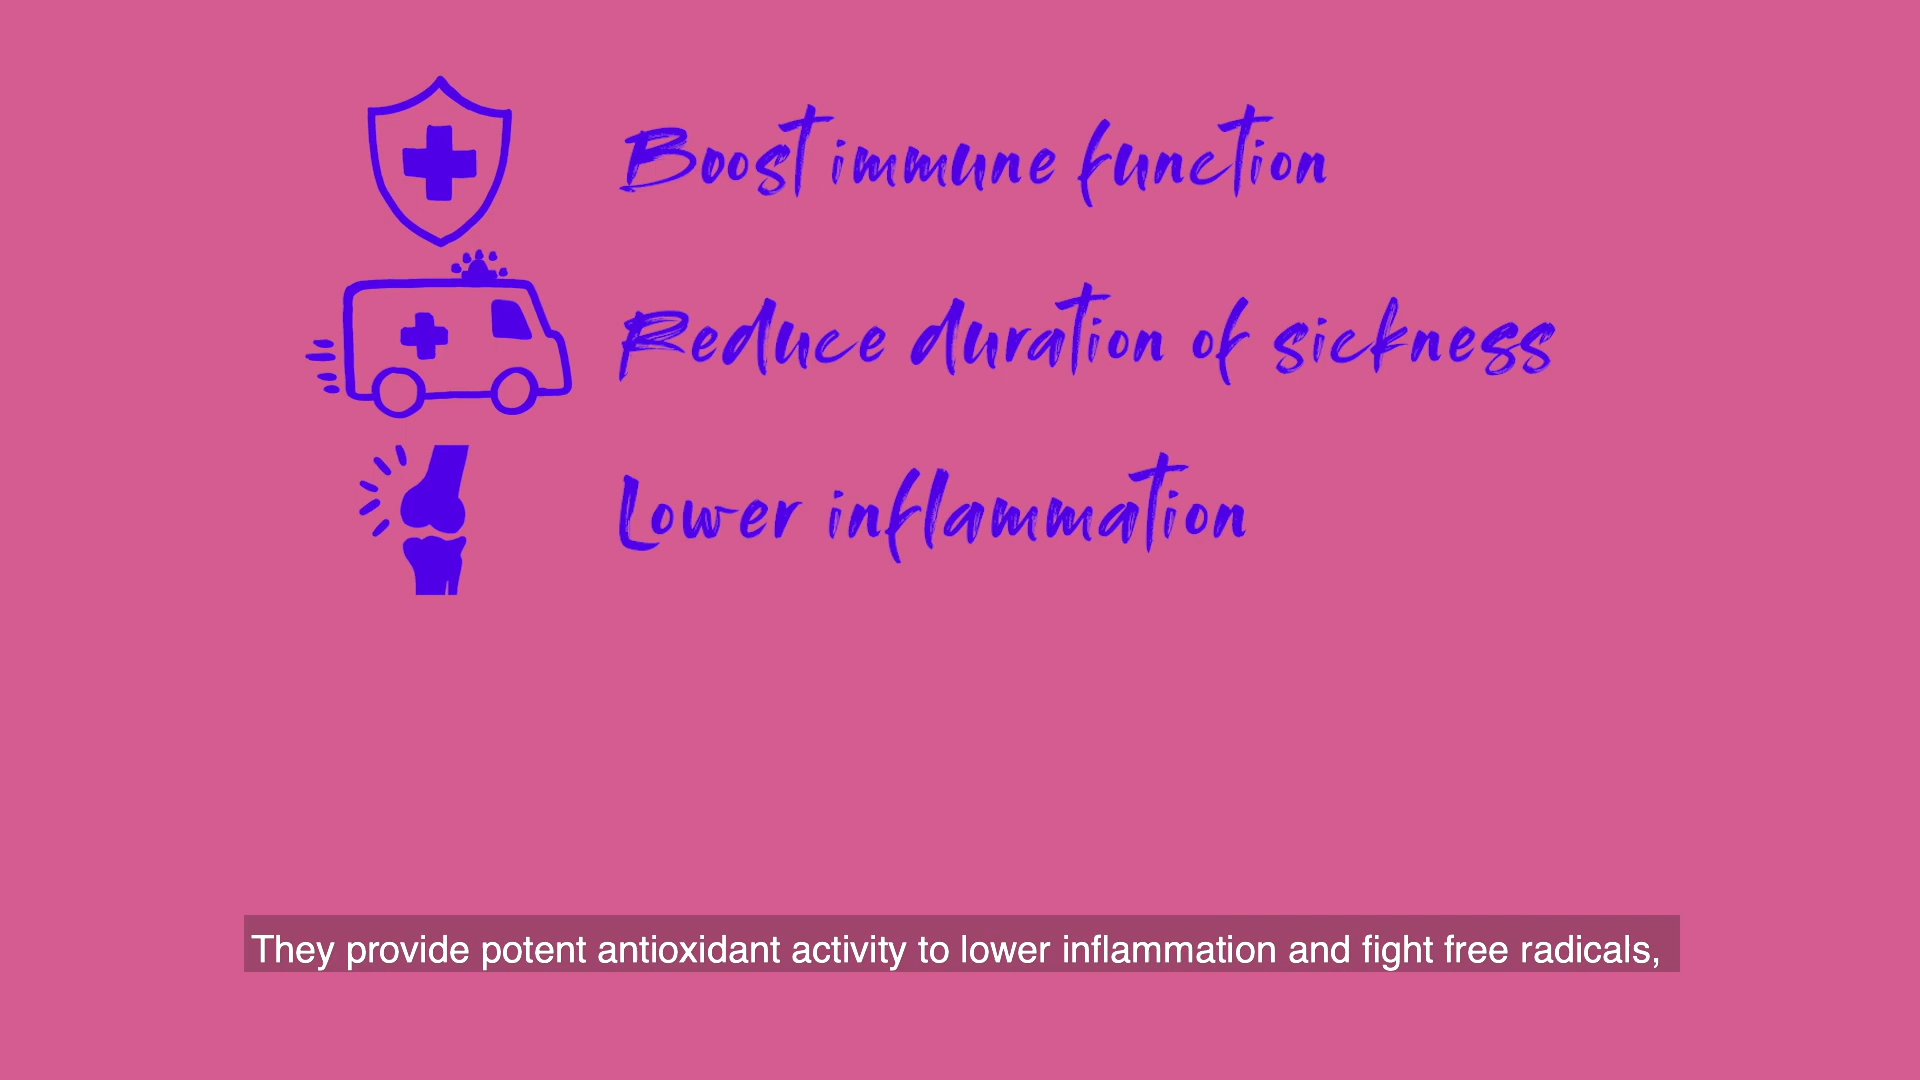 Boost immune function
Reduce duration of sickness
Lower inflammation
They provide potent antioxidant activity to lower inflammation and fight free radicals,